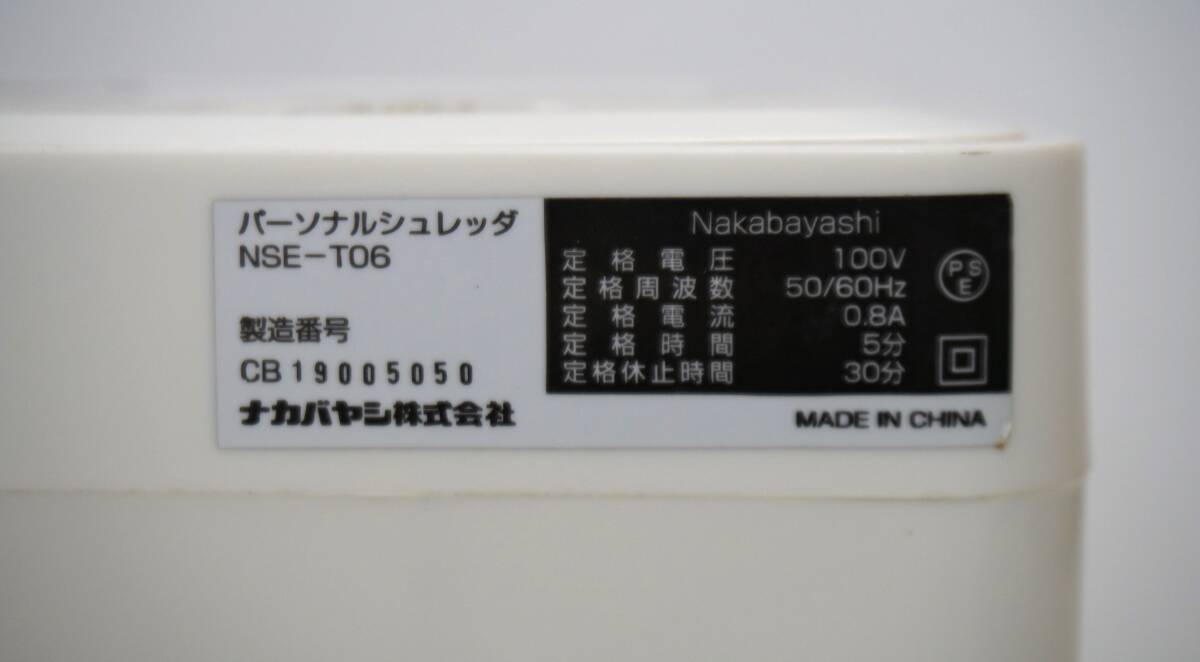 パーソナルシュレッダ
NSE-T06
製造番号
CB 19005050
ナカバヤシ株式会社
Nakabayashi
定格電圧 100V
定格周波数 50/60Hz
定格電流 0.8A
定格時間 5分
定格休止時間 30分
PSE
MADE IN CHINA